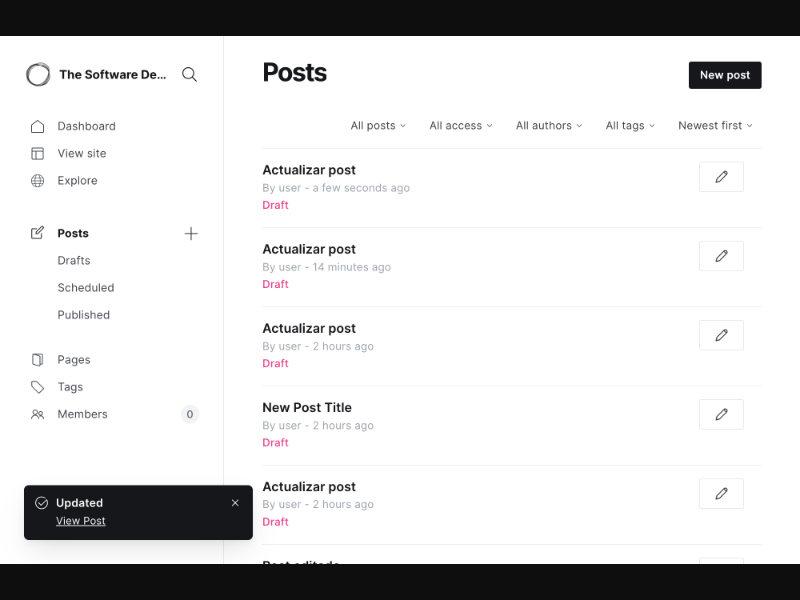 The Software De...
Dashboard
View site
Explore
Posts
Drafts
Scheduled
Published
Pages
Tags
Members 0
Updated
View Post
Posts
New post
All posts All access All authors All tags Newest first
Actualizar post
By user - a few seconds ago
Draft
Actualizar post
By user - 14 minutes ago
Draft
Actualizar post
By user - 2 hours ago
Draft
New Post Title
By user - 2 hours ago
Draft
Actualizar post
By user - 2 hours ago
Draft
Post editado